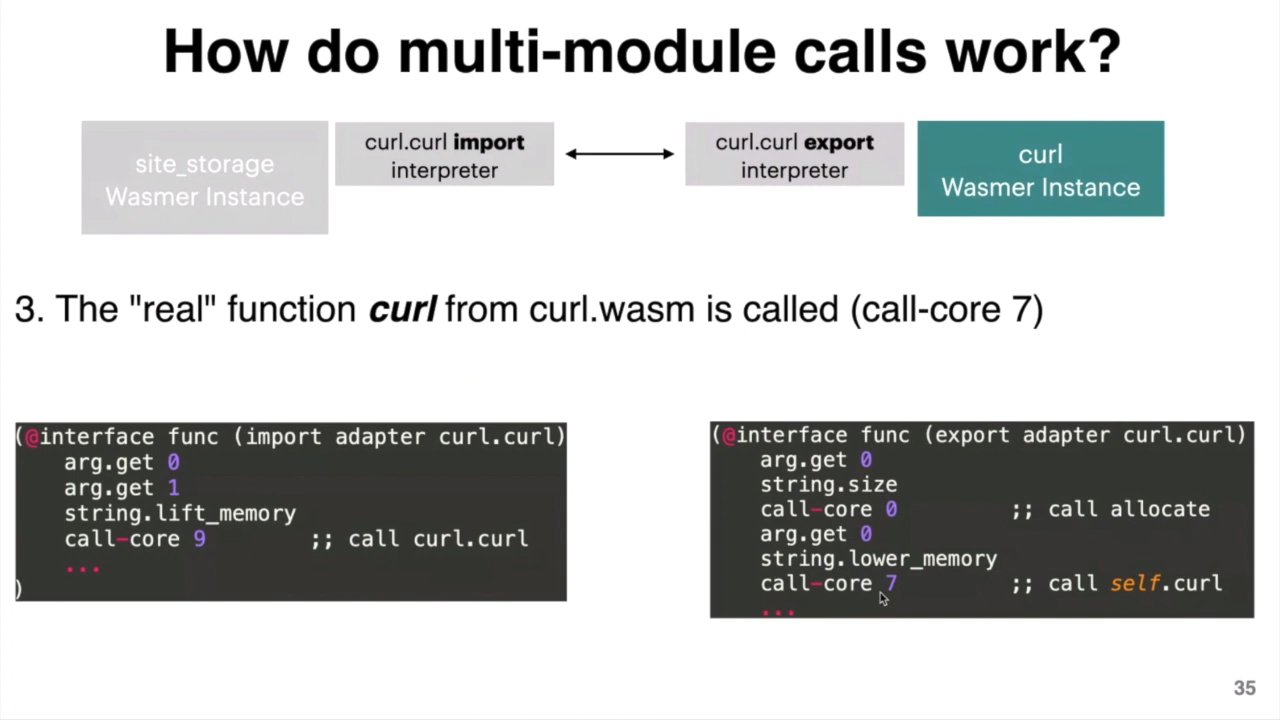 How do multi-module calls work?
site_storage
Wasmer Instance
curl.curl import
interpreter
curl.curl export
interpreter
curl
Wasmer Instance
3. The "real" function curl from curl.wasm is called (call-core 7)
(@interface func (import adapter curl.curl)
arg.get 0
arg.get 1
string.lift_memory
call-core 9 ;; call curl.curl
...
)
(@interface func (export adapter curl.curl)
arg.get 0
string.size
call-core 0 ;; call allocate
arg.get 0
string.lower_memory
call-core 7 ;; call self.curl
...
35